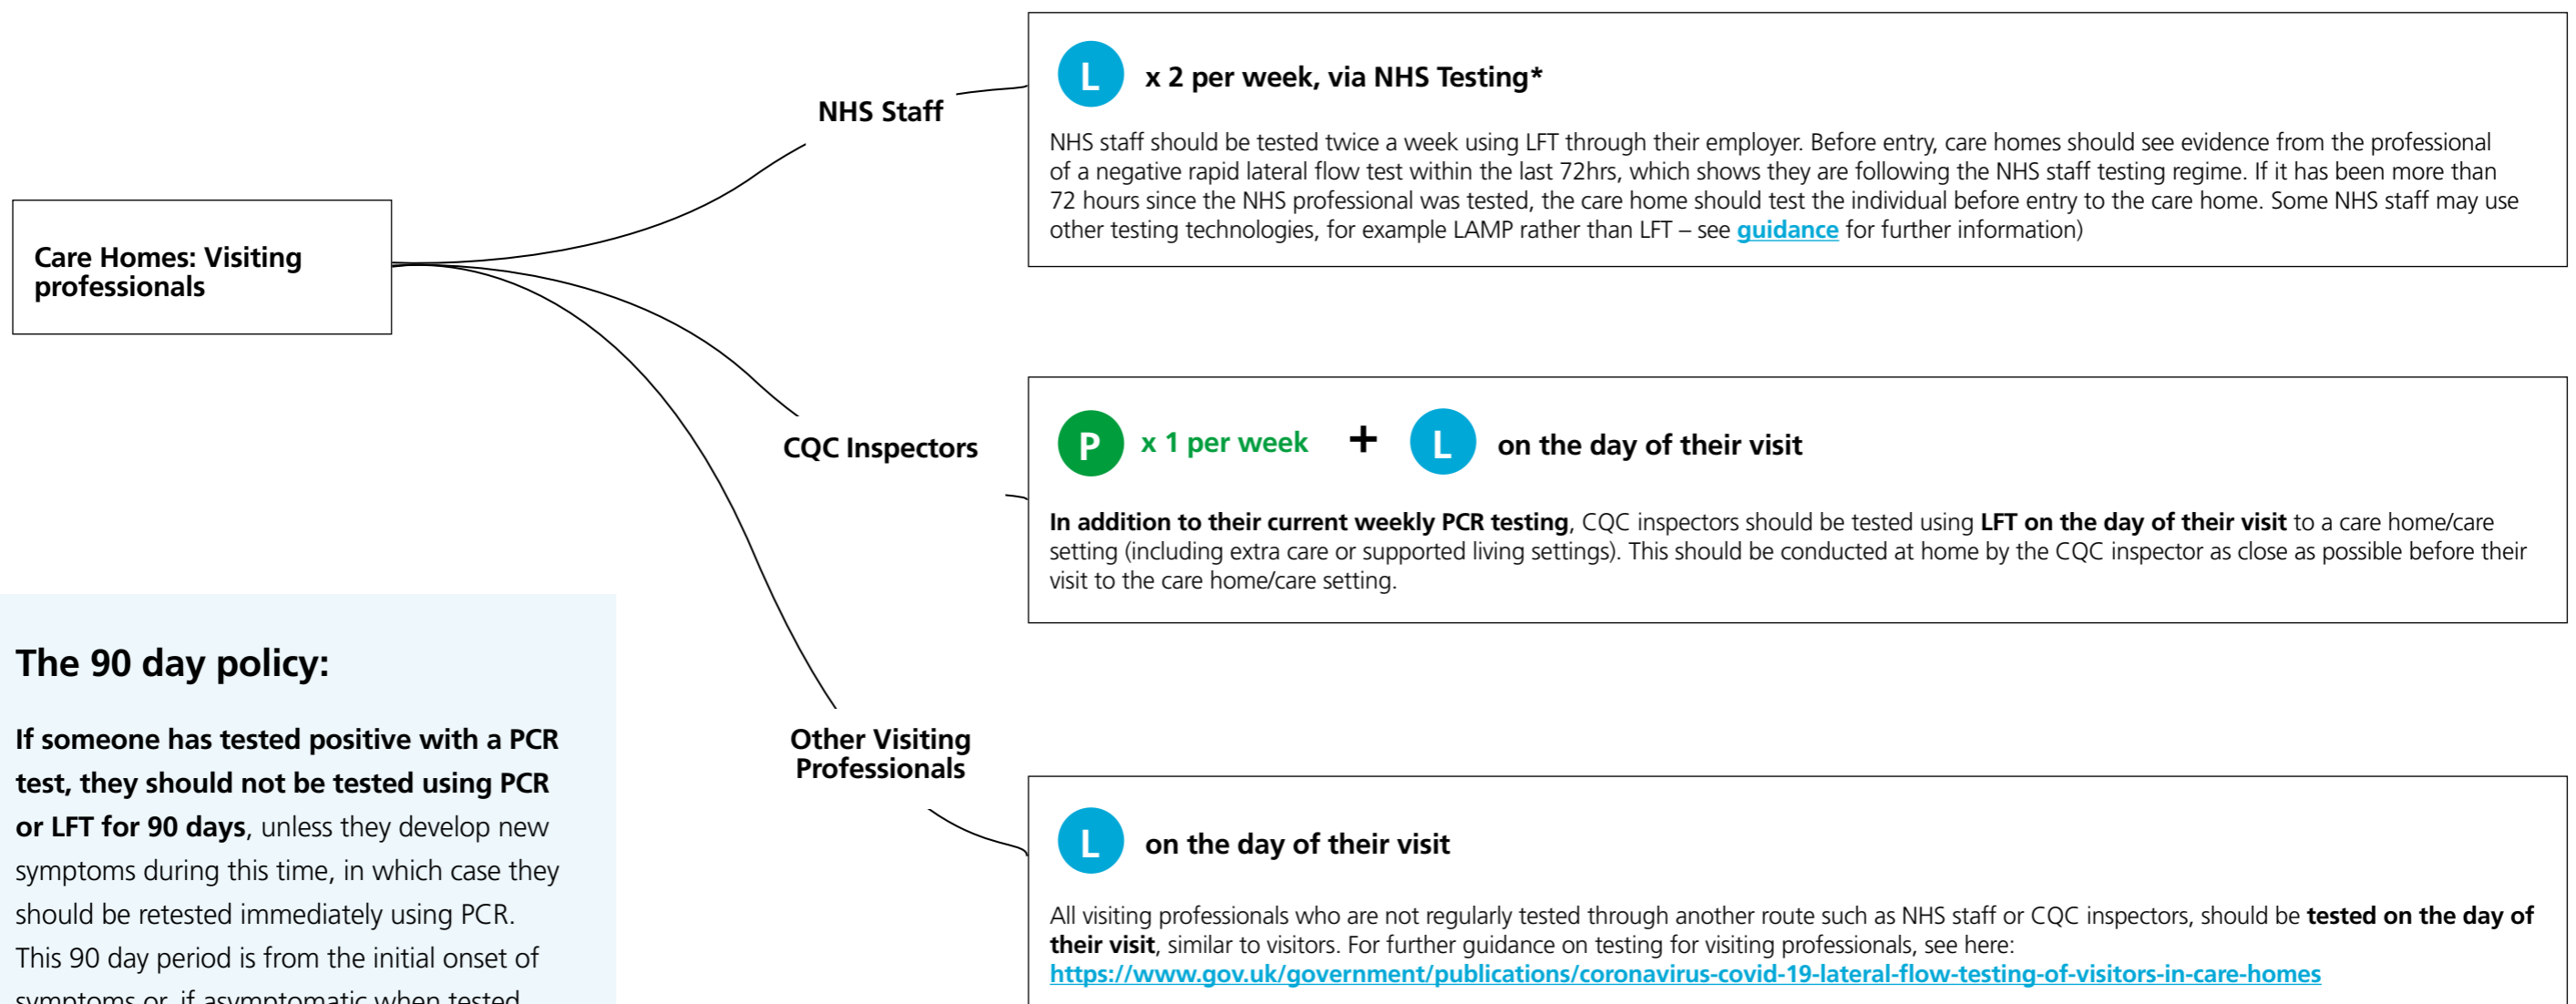 Care Homes: Visiting
professionals
NHS Staff
L x 2 per week, via NHS Testing*
NHS staff should be tested twice a week using LFT through their employer. Before entry, care homes should see evidence from the professional
of a negative rapid lateral flow test within the last 72hrs, which shows they are following the NHS staff testing regime. If it has been more than
72 hours since the NHS professional was tested, the care home should test the individual before entry to the care home. Some NHS staff may use
other testing technologies, for example LAMP rather than LFT – see guidance for further information)
CQC Inspectors
P x 1 per week + L on the day of their visit
In addition to their current weekly PCR testing, CQC inspectors should be tested using LFT on the day of their visit to a care home/care
setting (including extra care or supported living settings). This should be conducted at home by the CQC inspector as close as possible before their
visit to the care home/care setting.
Other Visiting
Professionals
L on the day of their visit
All visiting professionals who are not regularly tested through another route such as NHS staff or CQC inspectors, should be tested on the day of
their visit, similar to visitors. For further guidance on testing for visiting professionals, see here:
https://www.gov.uk/government/publications/coronavirus-covid-19-lateral-flow-testing-of-visitors-in-care-homes
The 90 day policy:
If someone has tested positive with a PCR
test, they should not be tested using PCR
or LFT for 90 days, unless they develop new
symptoms during this time, in which case they
should be retested immediately using PCR.
This 90 day period is from the initial onset of
symptoms or, if asymptomatic when tested